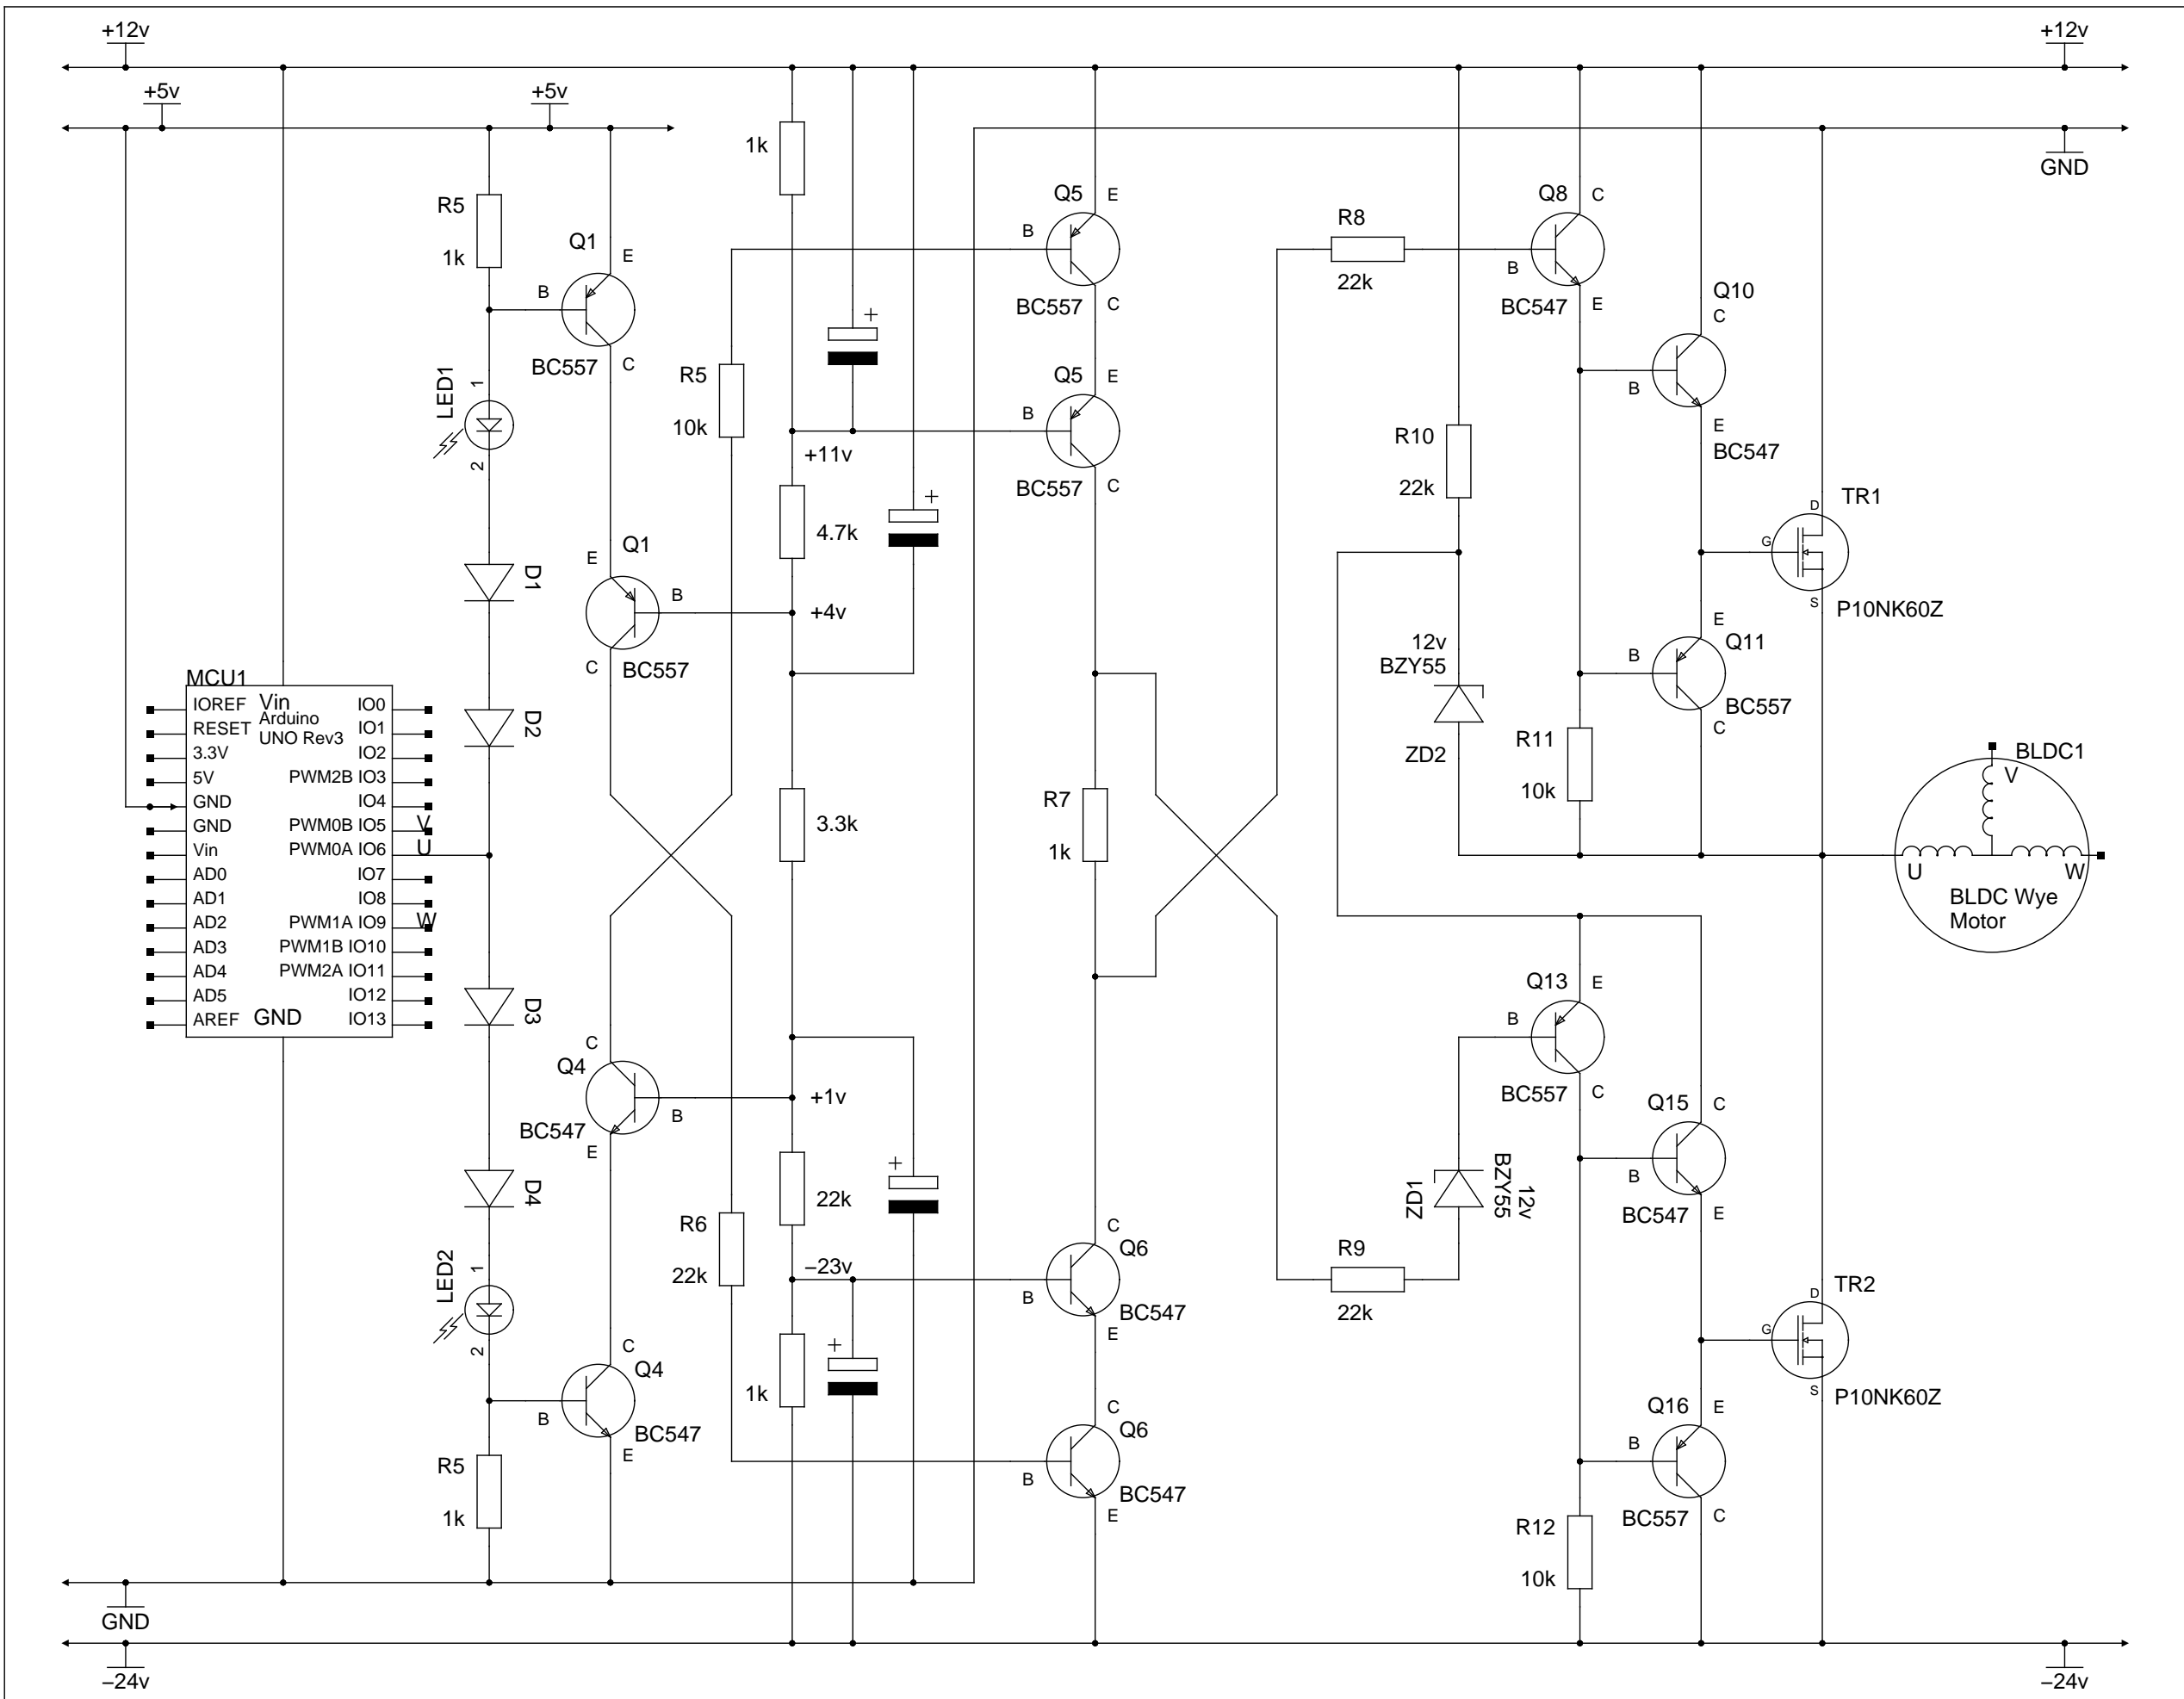 +12v
+12v
+5v
+5v
GND
1k
R5
1k
Q1
E
B
BC557
C
Q5
E
B
BC557
C
R8
22k
Q8
C
B
BC547
E
Q10
C
B
E
BC547
LED1
1
2
R5
10k
+
Q5
E
B
BC557
C
+11v
R10
22k
4.7k
+
TR1
D
G
S
P10NK60Z
D1
Q1
E
B
C
BC557
+4v
12v
BZY55
ZD2
E
Q11
B
BC557
C
MCU1
Vin
Arduino
UNO Rev3
IOREF
RESET
3.3V
5V
GND
GND
Vin
AD0
AD1
AD2
AD3
AD4
AD5
AREF
GND
IO0
IO1
IO2
PWM2B IO3
IO4
PWM0B IO5
V
PWM0A IO6
U
IO7
IO8
PWM1A IO9
W
PWM1B IO10
PWM2A IO11
IO12
IO13
D2
3.3k
R7
1k
R11
10k
BLDC1
V
U
W
BLDC Wye
Motor
D3
C
Q4
B
BC547
E
+1v
Q13
E
B
BC557
C
D4
22k
+
R6
22k
–23v
C
Q6
B
BC547
E
ZD1
BZY55
12v
R9
22k
Q15
C
B
BC547
E
LED2
1
2
TR2
D
G
S
P10NK60Z
C
Q4
B
BC547
E
1k
+
C
Q6
B
BC547
E
Q16
E
B
BC557
C
R5
1k
R12
10k
GND
–24v
–24v